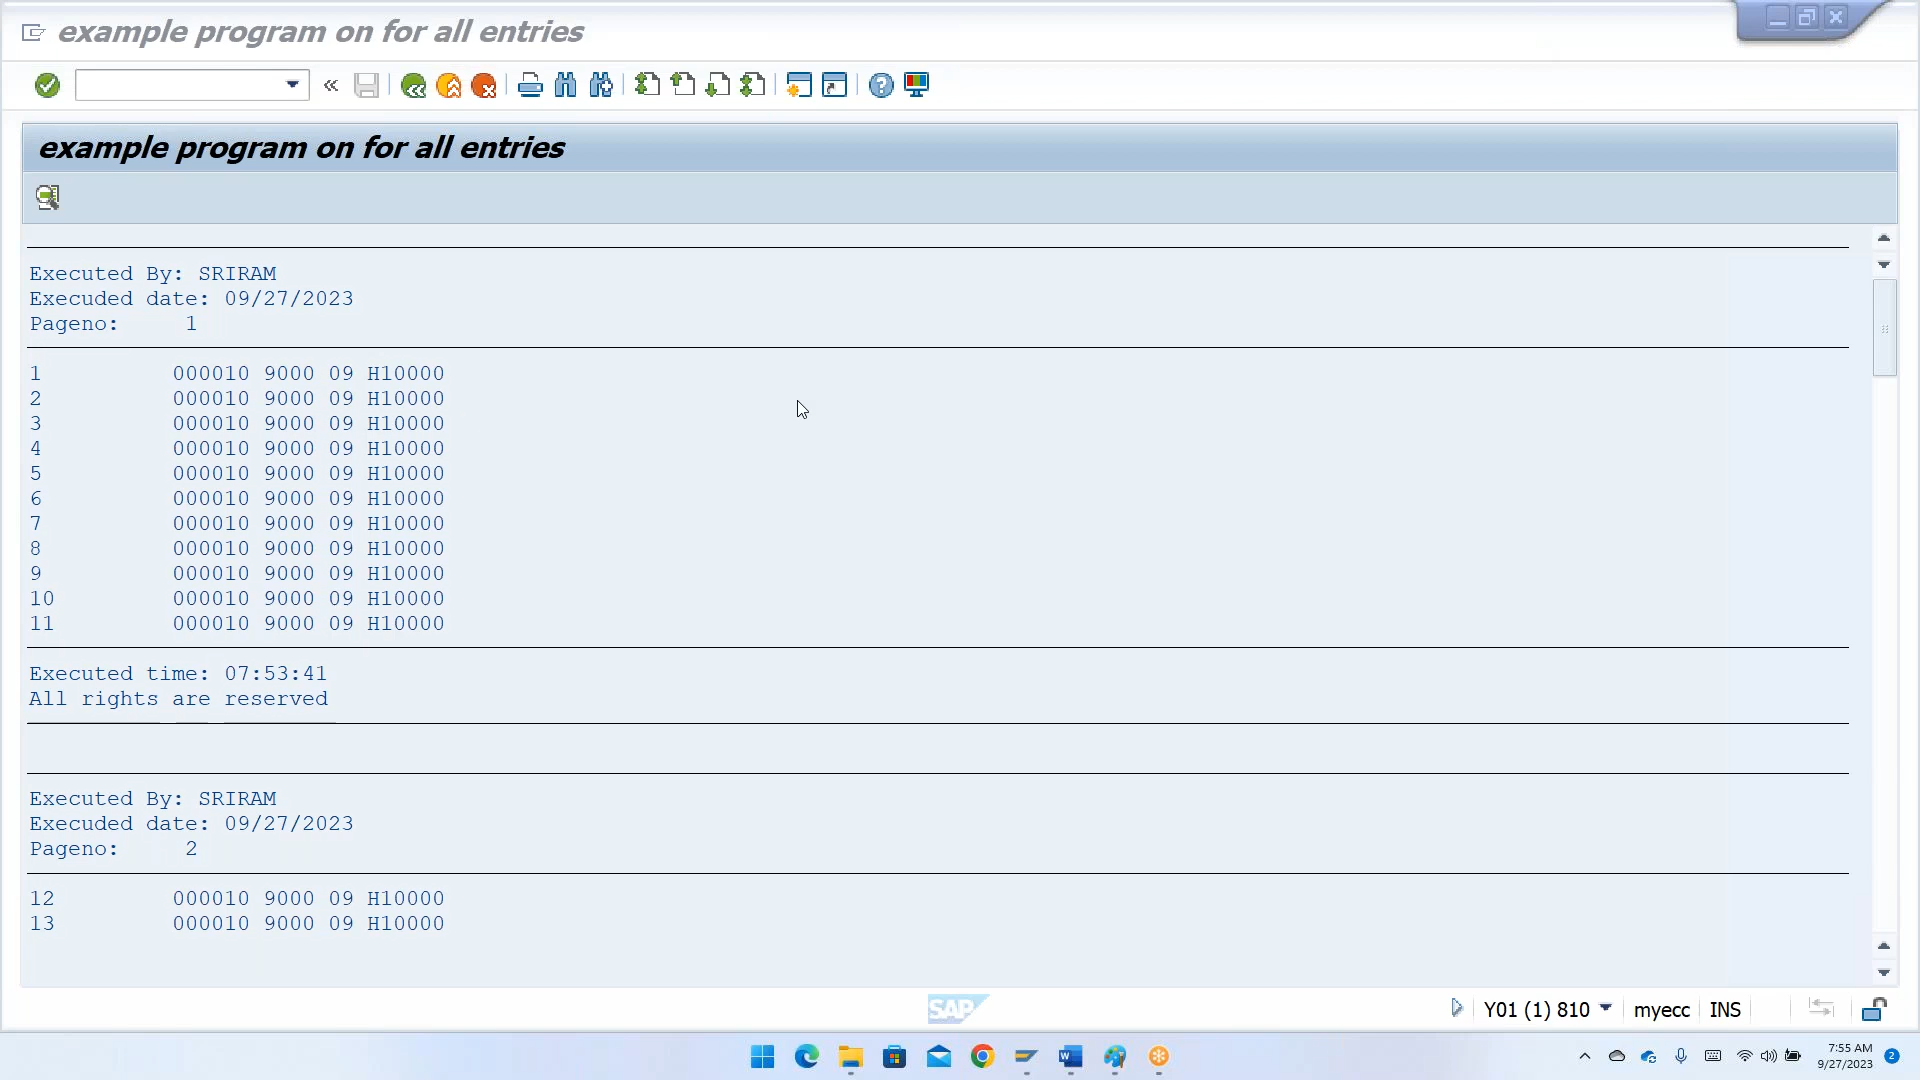 example program on for all entries
example program on for all entries
Executed By: SRIRAM
Execuded date: 09/27/2023
Pageno: 1
1 000010 9000 09 H10000
2 000010 9000 09 H10000
3 000010 9000 09 H10000
4 000010 9000 09 H10000
5 000010 9000 09 H10000
6 000010 9000 09 H10000
7 000010 9000 09 H10000
8 000010 9000 09 H10000
9 000010 9000 09 H10000
10 000010 9000 09 H10000
11 000010 9000 09 H10000
Executed time: 07:53:41
All rights are reserved
Executed By: SRIRAM
Execuded date: 09/27/2023
Pageno: 2
12 000010 9000 09 H10000
13 000010 9000 09 H10000
SAP
Y01 (1) 810 myecc INS
7:55 AM
9/27/2023
2